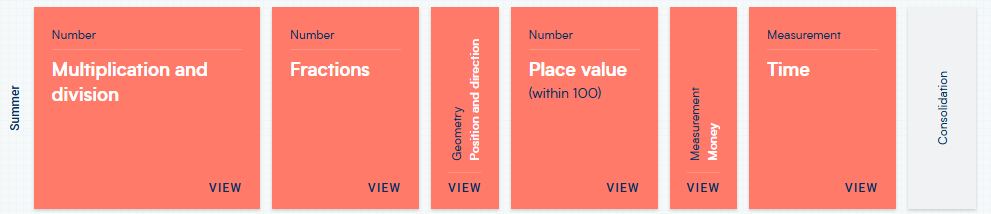 Summer
Number
Multiplication and
division
VIEW
Number
Fractions
VIEW
Geometry
Position and direction
VIEW
Number
Place value
(within 100)
VIEW
Measurement
Money
VIEW
Measurement
Time
VIEW
Consolidation